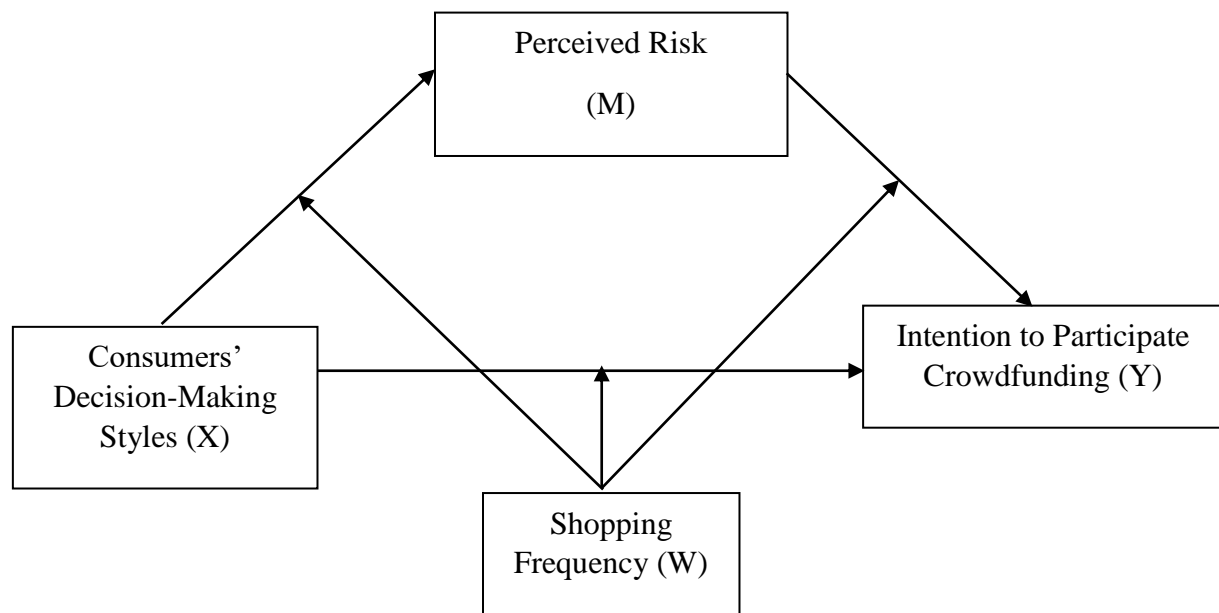 Perceived Risk
(M)
Consumers’
Decision-Making
Styles (X)
Intention to Participate
Crowdfunding (Y)
Shopping
Frequency (W)